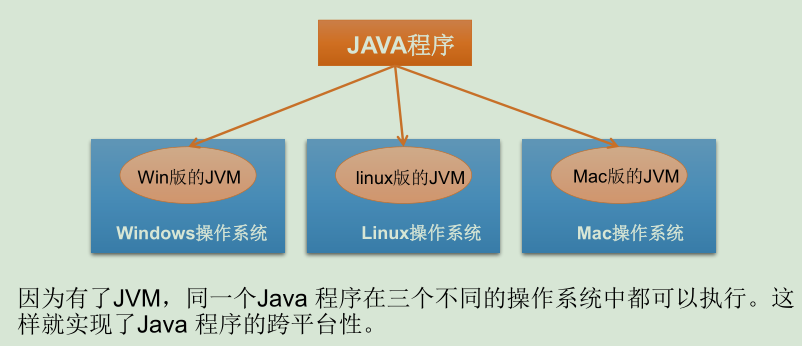 JAVA程序
Win版的JVM
linux版的JVM
Mac版的JVM
Windows操作系统
Linux操作系统
Mac操作系统
因为有了JVM，同一个Java 程序在三个不同的操作系统中都可以执行。这
样就实现了Java 程序的跨平台性。